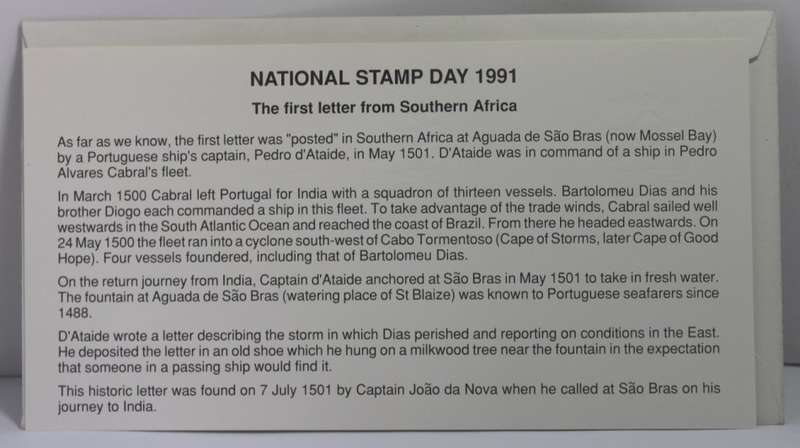 NATIONAL STAMP DAY 1991
The first letter from Southern Africa
As far as we know, the first letter was "posted" in Southern Africa at Aguada de São Bras (now Mossel Bay)
by a Portuguese ship's captain, Pedro d'Ataide, in May 1501. D'Ataide was in command of a ship in Pedro
Alvares Cabral's fleet.
In March 1500 Cabral left Portugal for India with a squadron of thirteen vessels. Bartolomeu Dias and his
brother Diogo each commanded a ship in this fleet. To take advantage of the trade winds, Cabral sailed well
westwards in the South Atlantic Ocean and reached the coast of Brazil. From there he headed eastwards. On
24 May 1500 the fleet ran into a cyclone south-west of Cabo Tormentoso (Cape of Storms, later Cape of Good
Hope). Four vessels foundered, including that of Bartolomeu Dias.
On the return journey from India, Captain d'Ataide anchored at São Bras in May 1501 to take in fresh water.
The fountain at Aguada de São Bras (watering place of St Blaize) was known to Portuguese seafarers since
1488.
D'Ataide wrote a letter describing the storm in which Dias perished and reporting on conditions in the East.
He deposited the letter in an old shoe which he hung on a milkwood tree near the fountain in the expectation
that someone in a passing ship would find it.
This historic letter was found on 7 July 1501 by Captain João da Nova when he called at São Bras on his
journey to India.